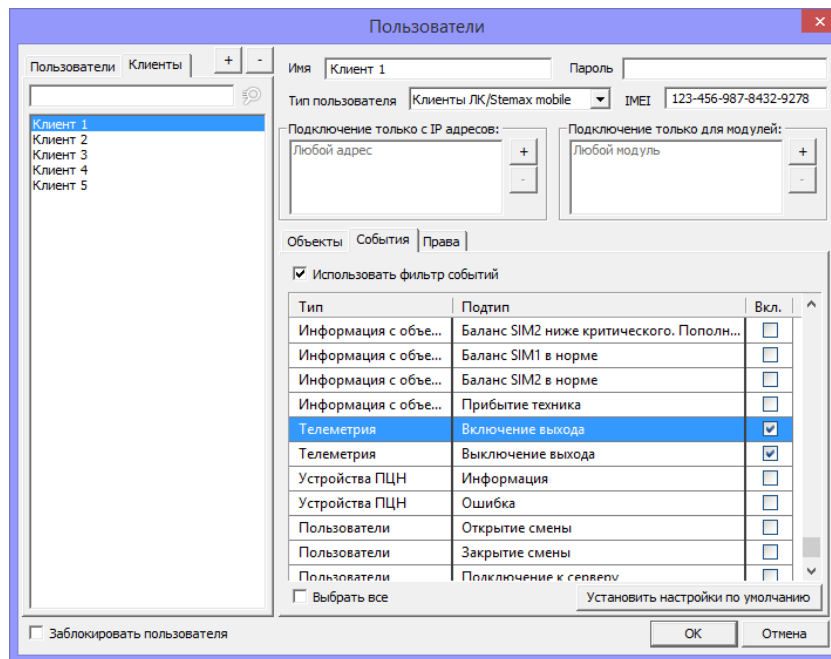 Пользователи
Пользователи Клиенты + -
Клиент 1
Клиент 2
Клиент 3
Клиент 4
Клиент 5
Имя Клиент 1 Пароль
Тип пользователя Клиенты ЛК/Stemax mobile IMEI 123-456-987-8432-9278
Подключение только с IP адресов: Подключение только для модулей:
Любой адрес + Любой модуль +
- -
Объекты События Права
Использовать фильтр событий
Тип Подтип Вкл.
Информация с объе... Баланс SIM2 ниже критического. Пополн...
Информация с объе... Баланс SIM1 в норме
Информация с объе... Баланс SIM2 в норме
Информация с объе... Прибытие техника
Телеметрия Включение выхода
Телеметрия Выключение выхода
Устройства ПЦН Информация
Устройства ПЦН Ошибка
Пользователи Открытие смены
Пользователи Закрытие смены
Пользователи Подключение к серверу
Выбрать все Установить настройки по умолчанию
Заблокировать пользователя OK Отмена